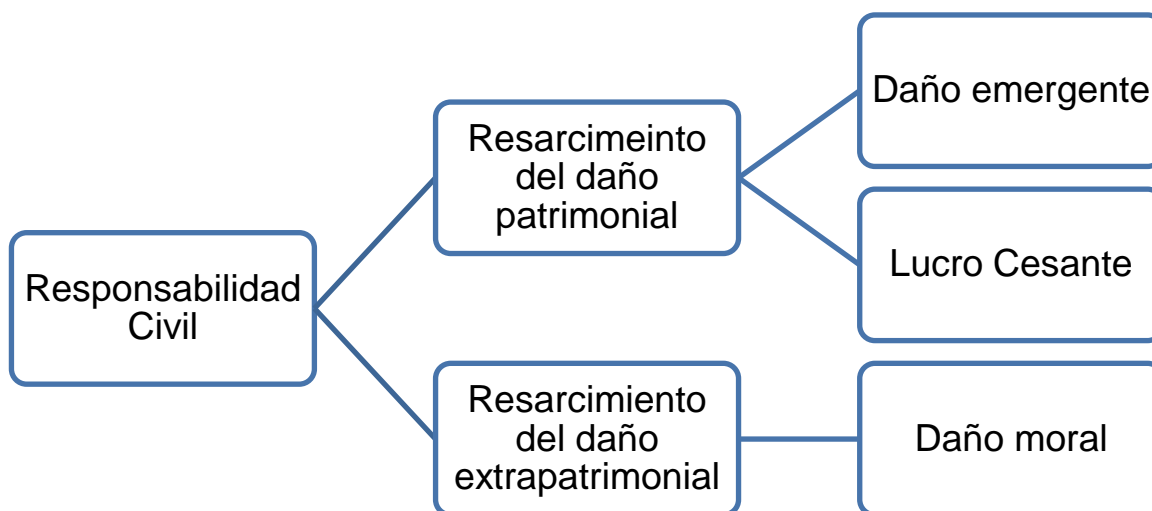 Responsabilidad
Civil
Resarcimeinto
del daño
patrimonial
Daño emergente
Lucro Cesante
Resarcimiento
del daño
extrapatrimonial
Daño moral